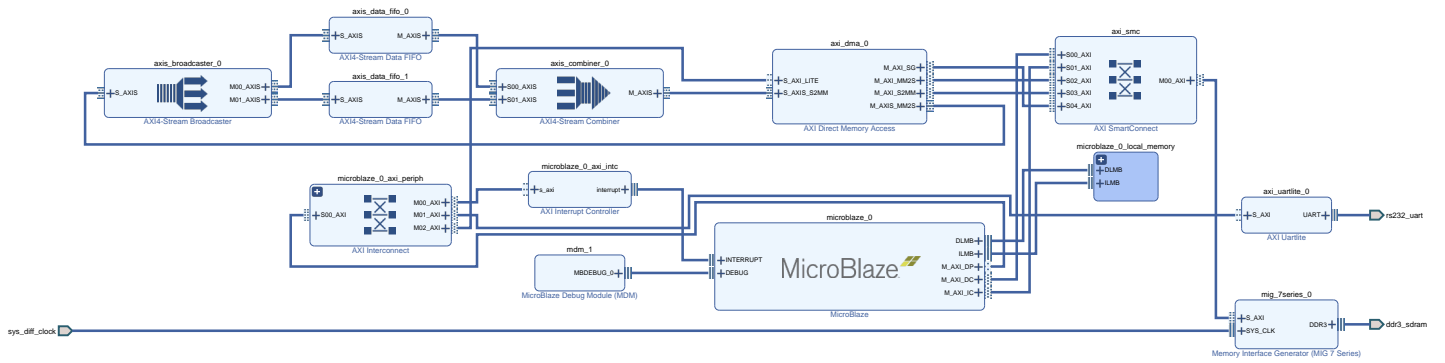 axis_data_fifo_0
S_AXIS M_AXIS
AXI4-Stream Data FIFO
axis_broadcaster_0
S_AXIS M00_AXIS
M01_AXIS
AXI4-Stream Broadcaster
axis_data_fifo_1
S_AXIS M_AXIS
AXI4-Stream Data FIFO
axis_combiner_0
S00_AXIS
S01_AXIS M_AXIS
AXI4-Stream Combiner
axi_dma_0
S_AXI_LITE
S_AXIS_S2MM
M_AXI_SG
M_AXI_MM2S
M_AXI_S2MM
M_AXIS_MM2S
AXI Direct Memory Access
axi_smc
S00_AXI
S01_AXI
S02_AXI M00_AXI
S03_AXI
S04_AXI
AXI SmartConnect
microblaze_0_local_memory
DLMB
ILMB
microblaze_0_axi_periph
S00_AXI
M00_AXI
M01_AXI
M02_AXI
AXI Interconnect
microblaze_0_axi_intc
s_axi interrupt
AXI Interrupt Controller
mdm_1
MBDEBUG_0
MicroBlaze Debug Module (MDM)
microblaze_0
INTERRUPT
DEBUG
MicroBlaze
DLMB
ILMB
M_AXI_DP
M_AXI_DC
M_AXI_IC
MicroBlaze
axi_uartlite_0
S_AXI UART
AXI Uartlite
rs232_uart
mig_7series_0
S_AXI
SYS_CLK
DDR3
Memory Interface Generator (MIG 7 Series)
ddr3_sdram
sys_diff_clock